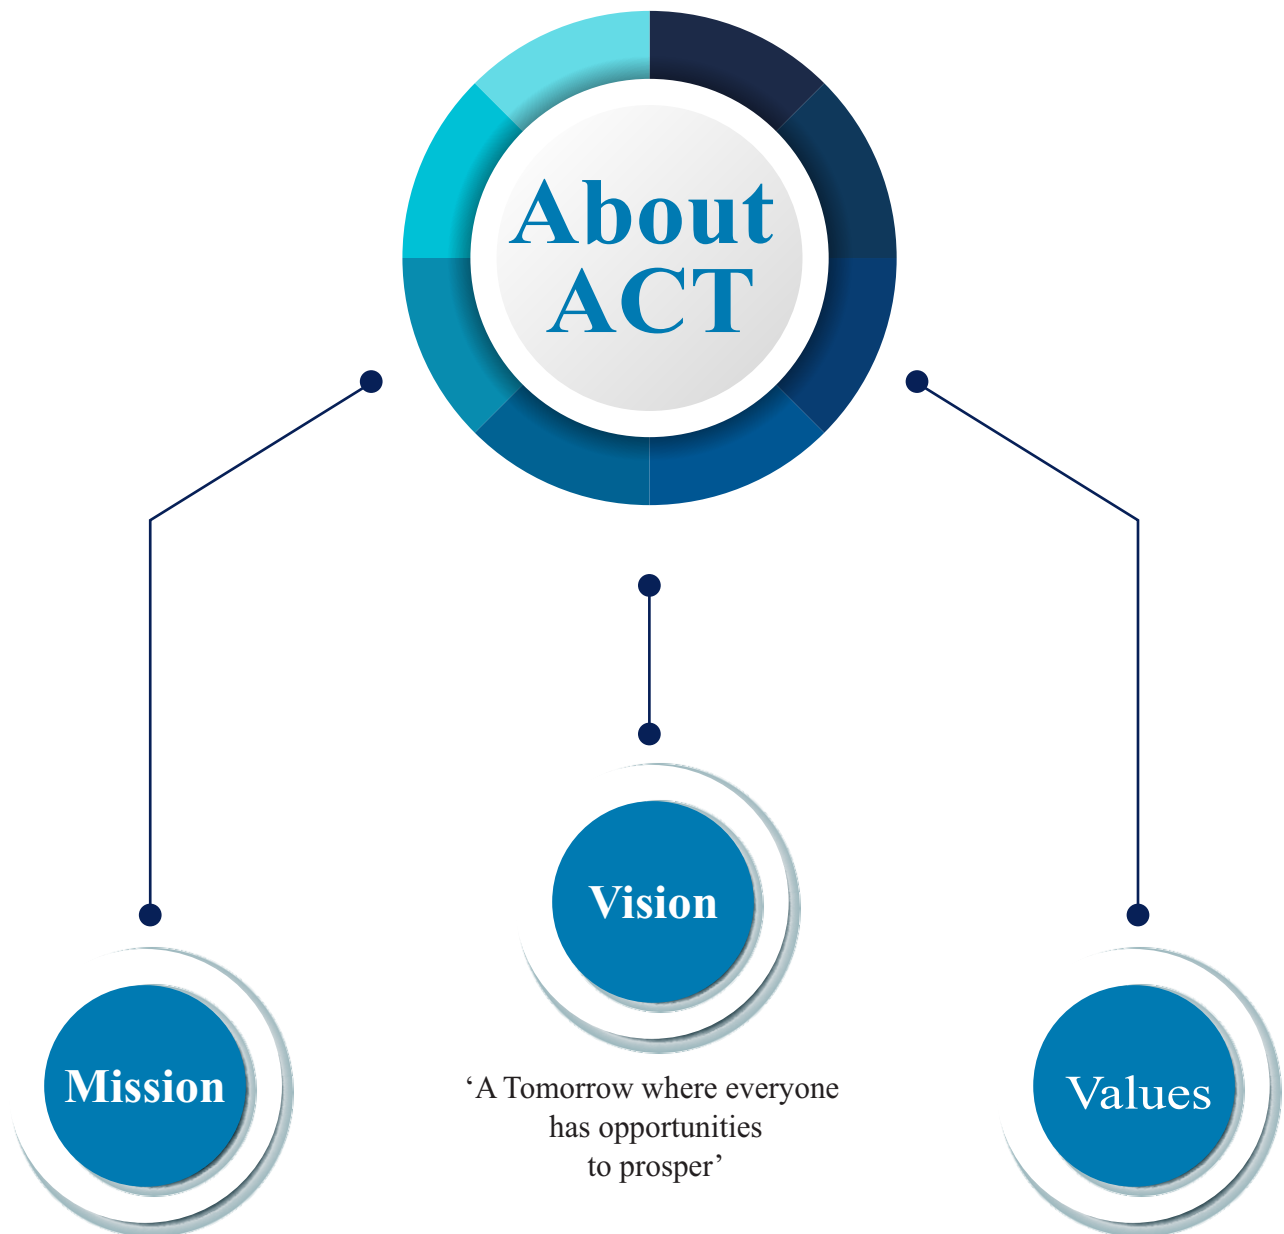 About
ACT
Vision
Mission
Values
‘A Tomorrow where everyone
has opportunities
to prosper’